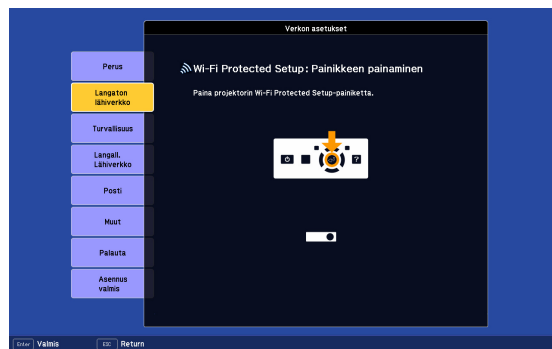 Verkon asetukset
Perus
Langaton
lähiverkko
Turvallisuus
Langall.
Lähiverkko
Posti
Muut
Palauta
Asennus
valmis
Wi-Fi Protected Setup: Painikkeen painaminen
Paina projektorin Wi-Fi Protected Setup-painiketta.
?
Enter Valmis
ESC Return